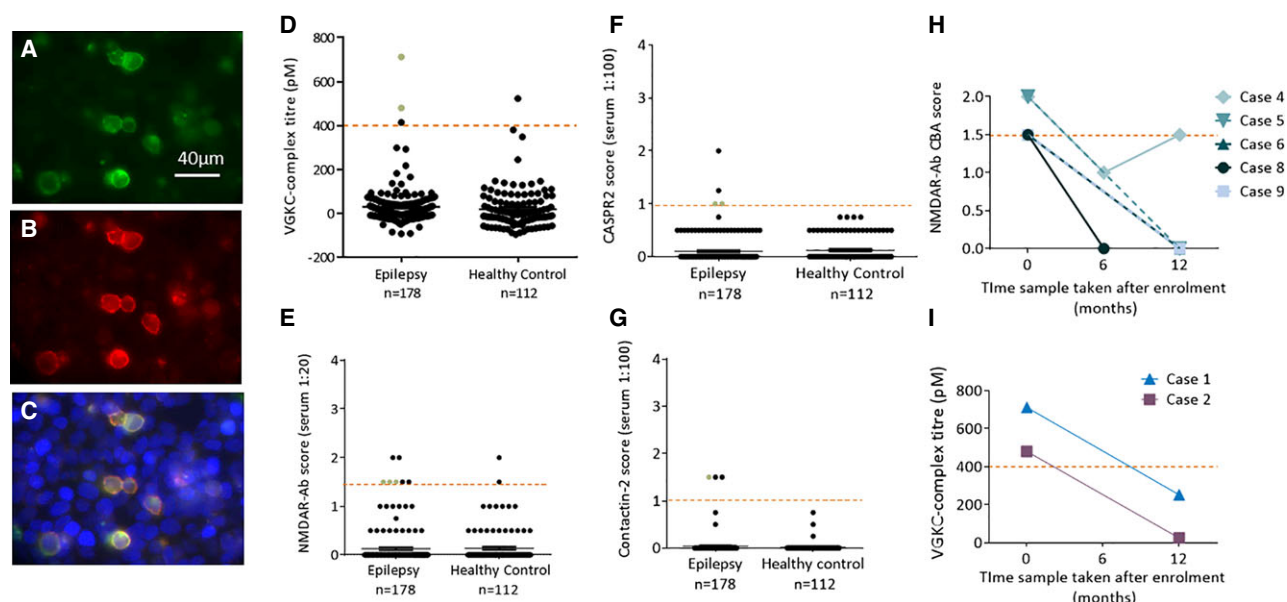 A
40µm
B
C
D
VGKC-complex titre (pM)
800
600
400
200
0
-200
Epilepsy
n=178
Healthy Control
n=112
E
NMDAR-Ab score (serum 1:20)
4
3
2
1
0
Epilepsy
n=178
Healthy Control
n=112
F
CASPR2 score (serum 1:100)
4
3
2
1
0
Epilepsy
n=178
Healthy Control
n=112
G
Contactin-2 score (serum 1:100)
4
3
2
1
0
Epilepsy
n=178
Healthy control
n=112
H
NMDAR-Ab CBA score
2.0
1.5
1.0
0.5
0.0
0
6
12
TIme sample taken after enrolment
(months)
Case 4
Case 5
Case 6
Case 8
Case 9
I
VGKC-complex titre (pM)
800
600
400
200
0
0
6
12
TIme sample taken after enrolment
(months)
Case 1
Case 2